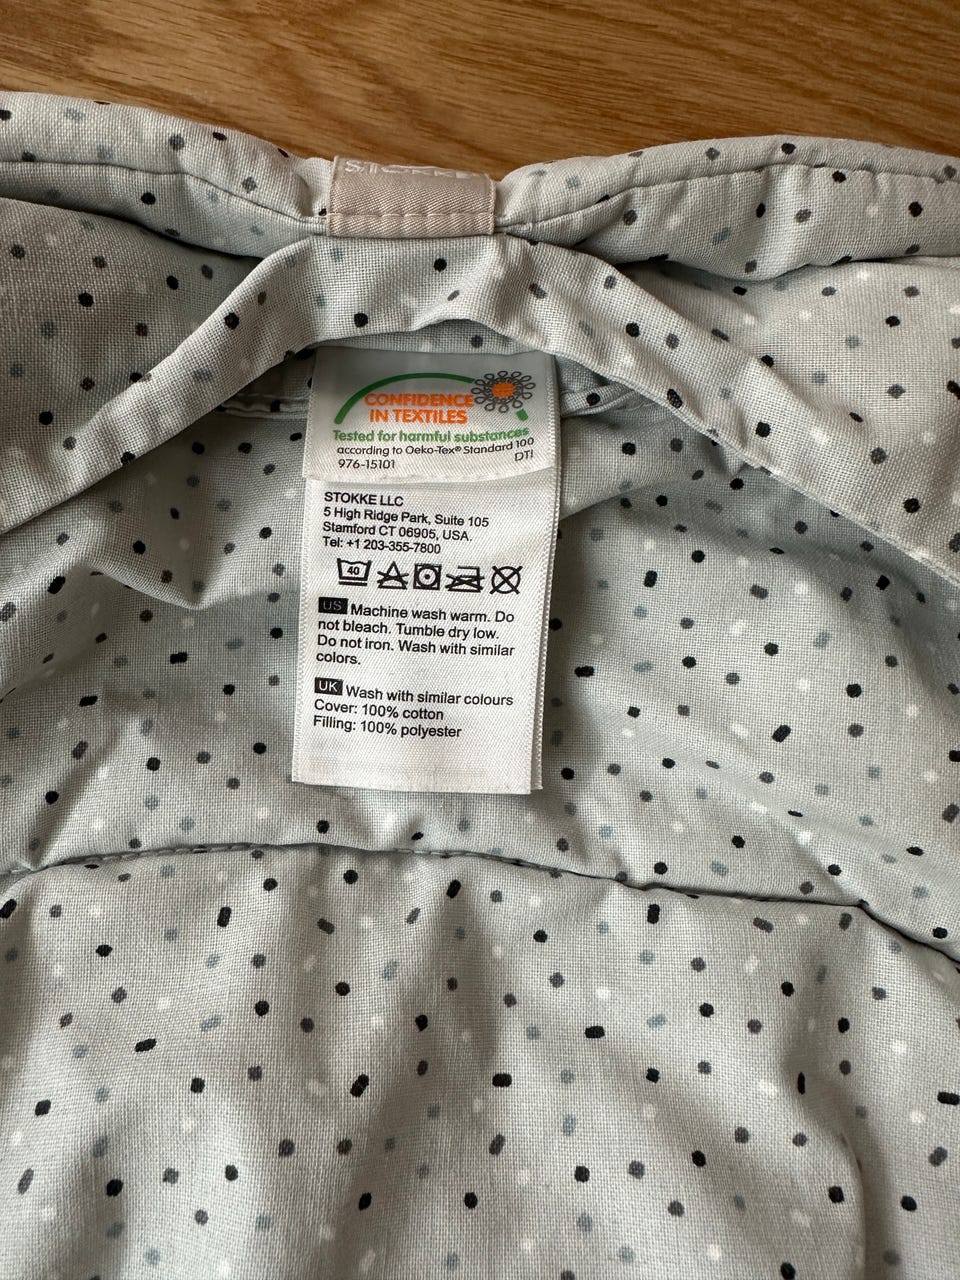 STOKKE
CONFIDENCE
IN TEXTILES
Tested for harmful substances
according to Oeko-Tex® Standard 100
976-15101 DTI
STOKKE LLC
5 High Ridge Park, Suite 105
Stamford CT 06905, USA.
Tel: +1 203-355-7800
40
US Machine wash warm. Do
not bleach. Tumble dry low.
Do not iron. Wash with similar
colors.
UK Wash with similar colours
Cover: 100% cotton
Filling: 100% polyester